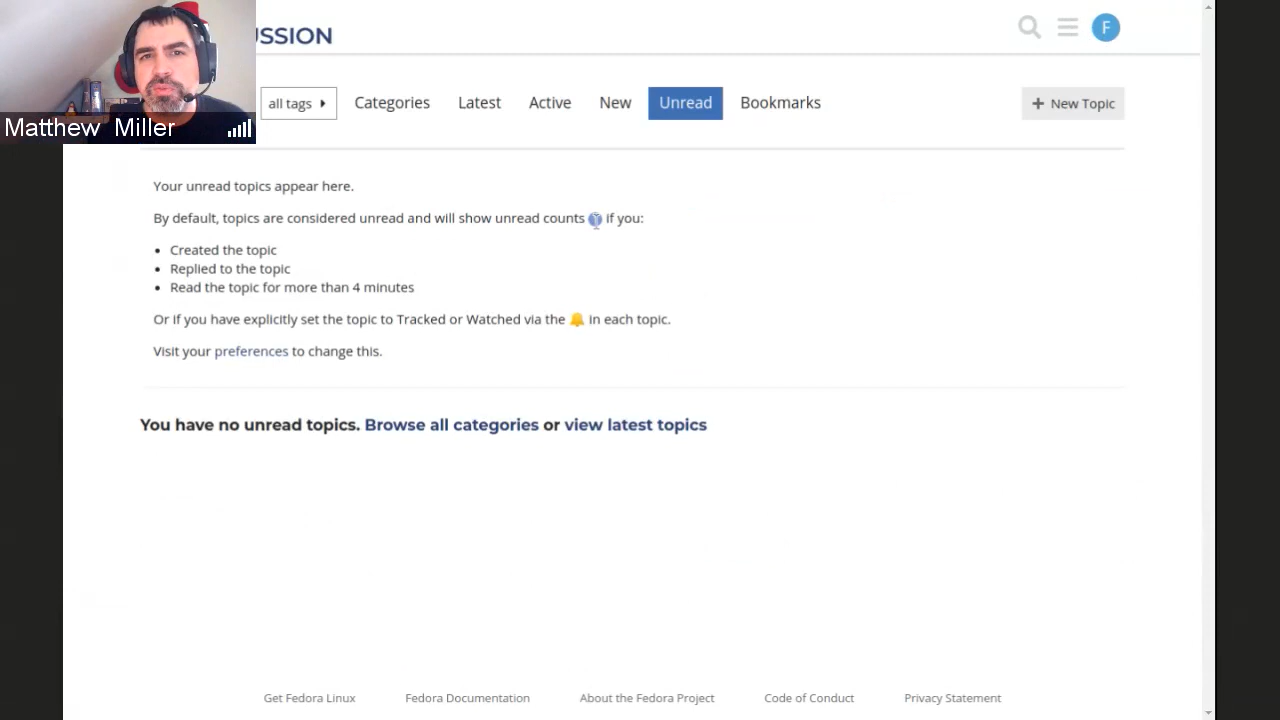 USSION
F
Matthew Miller
all tags
Categories
Latest
Active
New
Unread
Bookmarks
+ New Topic
Your unread topics appear here.
By default, topics are considered unread and will show unread counts 1 if you:
• Created the topic
• Replied to the topic
• Read the topic for more than 4 minutes
Or if you have explicitly set the topic to Tracked or Watched via the 🔔 in each topic.
Visit your preferences to change this.
You have no unread topics. Browse all categories or view latest topics
Get Fedora Linux
Fedora Documentation
About the Fedora Project
Code of Conduct
Privacy Statement